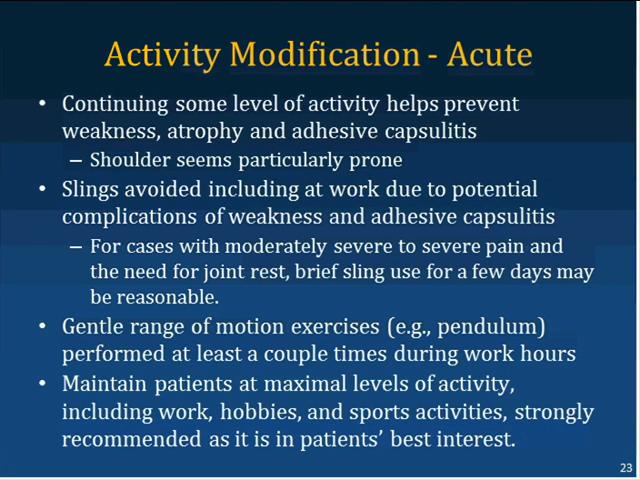 Activity Modification - Acute
• Continuing some level of activity helps prevent
weakness, atrophy and adhesive capsulitis
– Shoulder seems particularly prone
• Slings avoided including at work due to potential
complications of weakness and adhesive capsulitis
– For cases with moderately severe to severe pain and
the need for joint rest, brief sling use for a few days may
be reasonable.
• Gentle range of motion exercises (e.g., pendulum)
performed at least a couple times during work hours
• Maintain patients at maximal levels of activity,
including work, hobbies, and sports activities, strongly
recommended as it is in patients’ best interest.
23